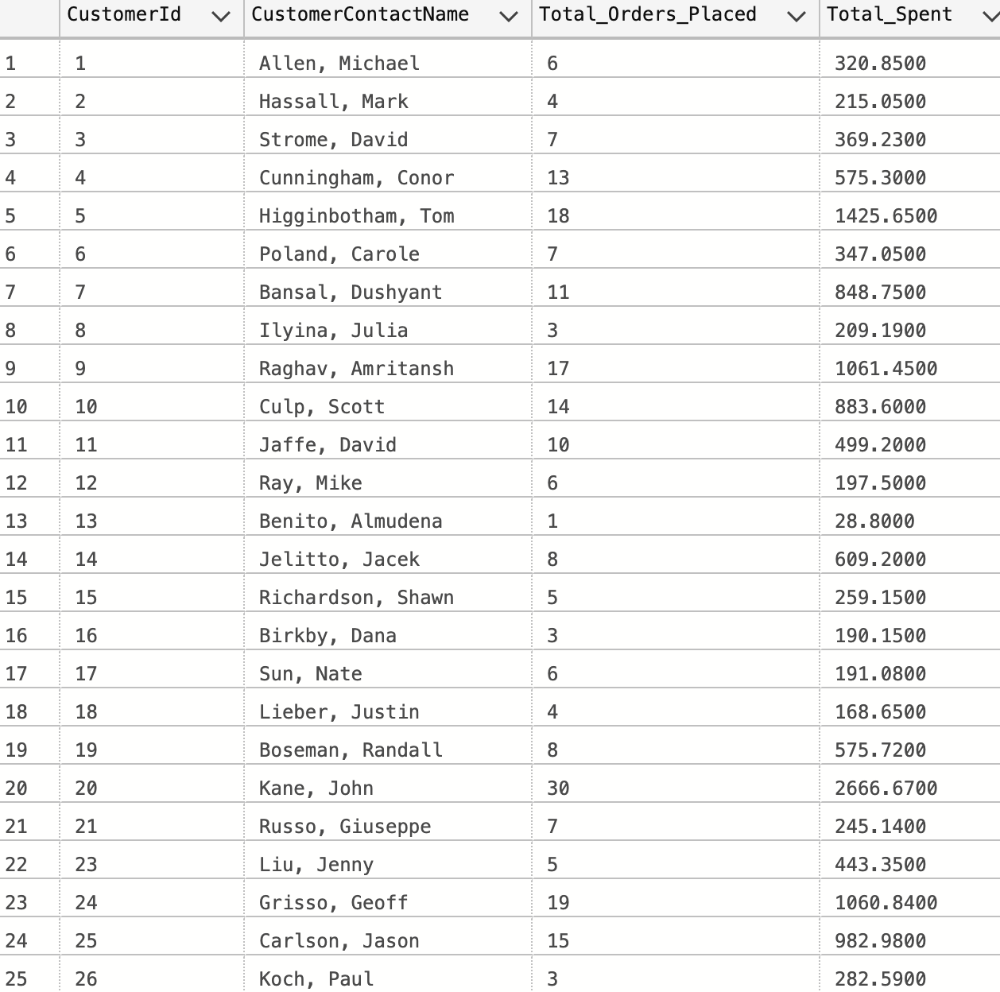 CustomerId CustomerContactName Total_Orders_Placed Total_Spent
1 1 Allen, Michael 6 320.8500
2 2 Hassall, Mark 4 215.0500
3 3 Strome, David 7 369.2300
4 4 Cunningham, Conor 13 575.3000
5 5 Higginbotham, Tom 18 1425.6500
6 6 Poland, Carole 7 347.0500
7 7 Bansal, Dushyant 11 848.7500
8 8 Ilyina, Julia 3 209.1900
9 9 Raghav, Amritansh 17 1061.4500
10 10 Culp, Scott 14 883.6000
11 11 Jaffe, David 10 499.2000
12 12 Ray, Mike 6 197.5000
13 13 Benito, Almudena 1 28.8000
14 14 Jelitto, Jacek 8 609.2000
15 15 Richardson, Shawn 5 259.1500
16 16 Birkby, Dana 3 190.1500
17 17 Sun, Nate 6 191.0800
18 18 Lieber, Justin 4 168.6500
19 19 Boseman, Randall 8 575.7200
20 20 Kane, John 30 2666.6700
21 21 Russo, Giuseppe 7 245.1400
22 23 Liu, Jenny 5 443.3500
23 24 Grisso, Geoff 19 1060.8400
24 25 Carlson, Jason 15 982.9800
25 26 Koch, Paul 3 282.5900